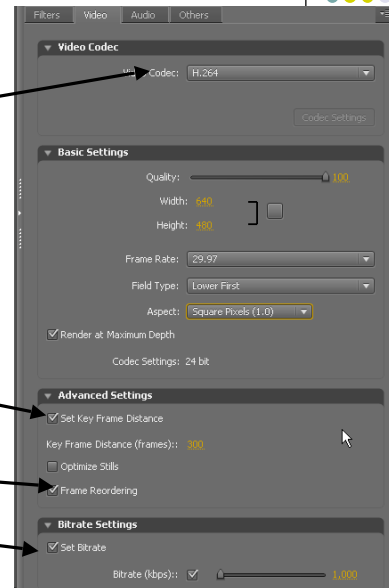 Filters Video Audio Others
Video Codec
Video Codec: H.264
Codec Settings
Basic Settings
Quality: 100
Width: 640
Height: 480
Frame Rate: 29.97
Field Type: Lower First
Aspect: Square Pixels (1.0)
Render at Maximum Depth
Codec Settings: 24 bit
Advanced Settings
Set Key Frame Distance
Key Frame Distance (frames):: 300
Optimize Stills
Frame Reordering
Bitrate Settings
Set Bitrate
Bitrate (kbps):: 1,000